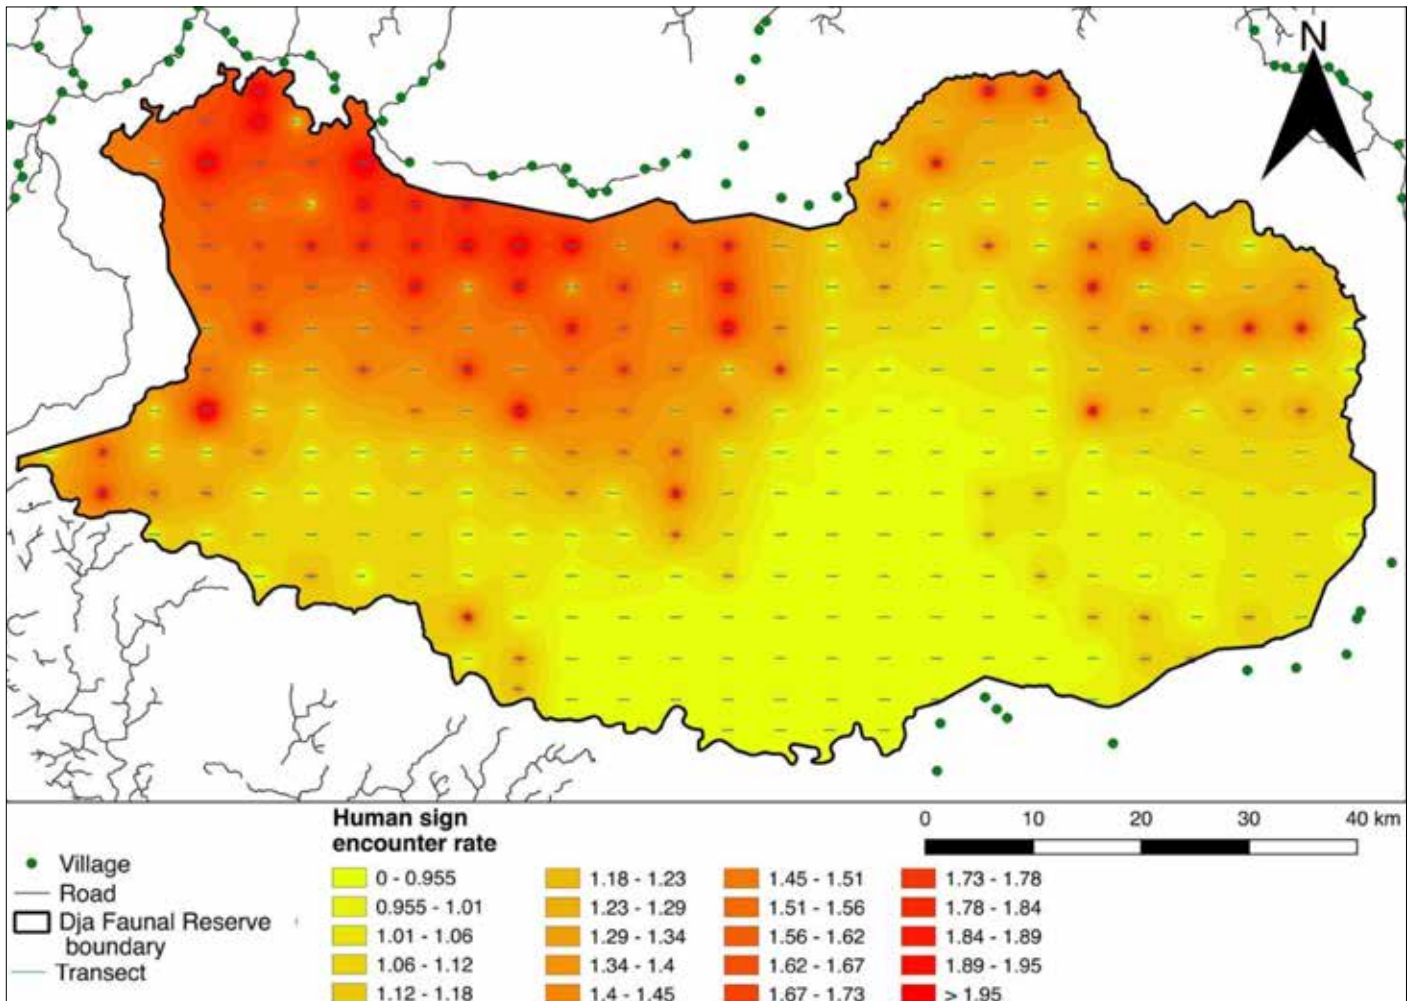 N
Human sign
encounter rate
0 10 20 30 40 km
Village
Road
Dja Faunal Reserve
boundary
Transect
0 - 0.955
0.955 - 1.01
1.01 - 1.06
1.06 - 1.12
1.12 - 1.18
1.18 - 1.23
1.23 - 1.29
1.29 - 1.34
1.34 - 1.4
1.4 - 1.45
1.45 - 1.51
1.51 - 1.56
1.56 - 1.62
1.62 - 1.67
1.67 - 1.73
1.73 - 1.78
1.78 - 1.84
1.84 - 1.89
1.89 - 1.95
> 1.95